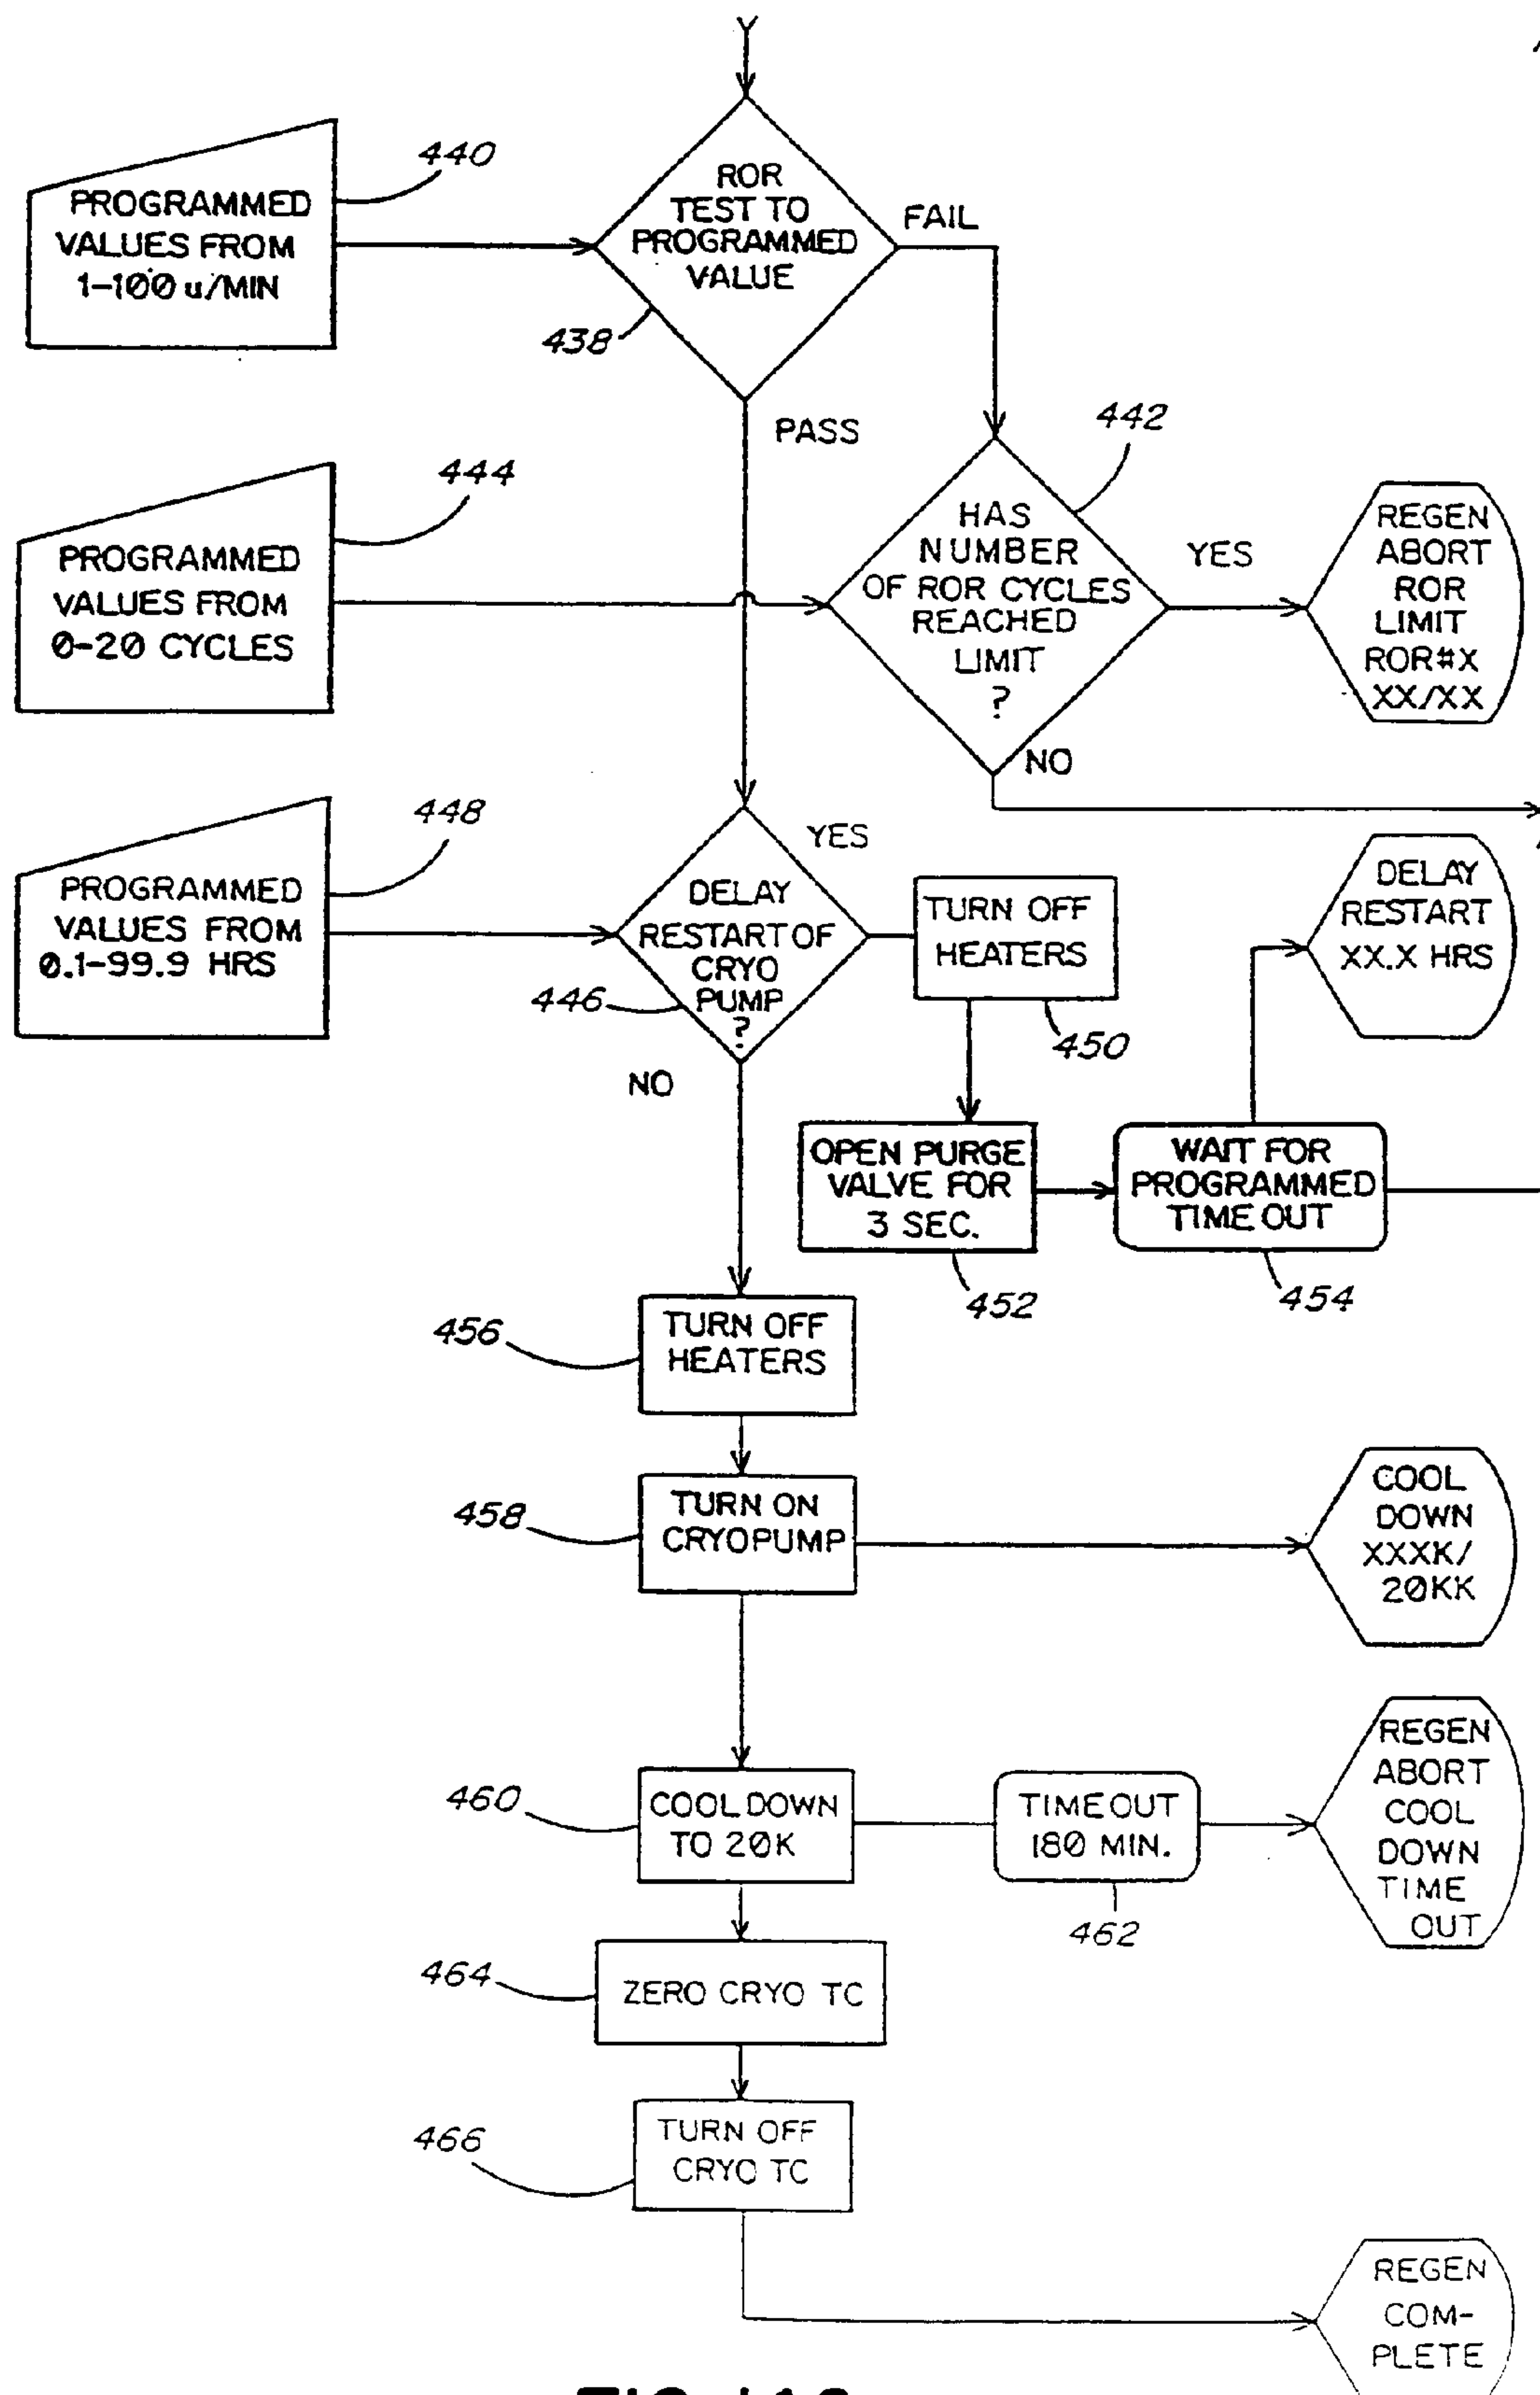 Y
440
PROGRAMMED
VALUES FROM
1-100 u/MIN
ROR
TEST TO
PROGRAMMED
VALUE
FAIL
438
PASS
442
444
PROGRAMMED
VALUES FROM
0-20 CYCLES
HAS
NUMBER
OF ROR CYCLES
REACHED
LIMIT
?
YES
REGEN
ABORT
ROR
LIMIT
ROR#X
XX/XX
NO
448
PROGRAMMED
VALUES FROM
0.1-99.9 HRS
YES
DELAY
RESTART OF
CRYO
PUMP
?
446
NO
TURN OFF
HEATERS
450
DELAY
RESTART
XX.X HRS
OPEN PURGE
VALVE FOR
3 SEC.
452
WAIT FOR
PROGRAMMED
TIME OUT
454
456
TURN OFF
HEATERS
458
TURN ON
CRYOPUMP
COOL
DOWN
XXXK/
20KK
460
COOL DOWN
TO 20K
TIMEOUT
180 MIN.
462
REGEN
ABORT
COOL
DOWN
TIME
OUT
464
ZERO CRYO TC
466
TURN OFF
CRYO TC
REGEN
COM-
PLETE